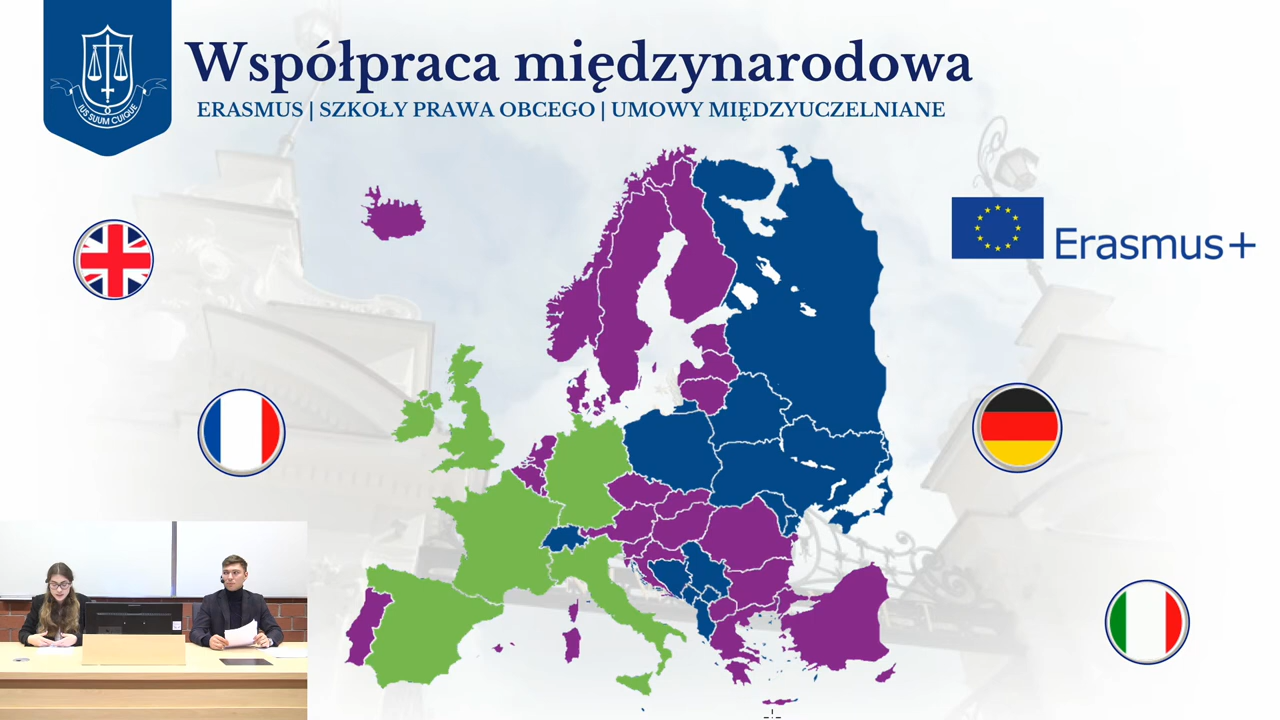 Współpraca międzynarodowa
ERASMUS | SZKOŁY PRAWA OBCEGO | UMOWY MIĘDZYUCZELNIANE
IUS SUUM CUIQUE
Erasmus+